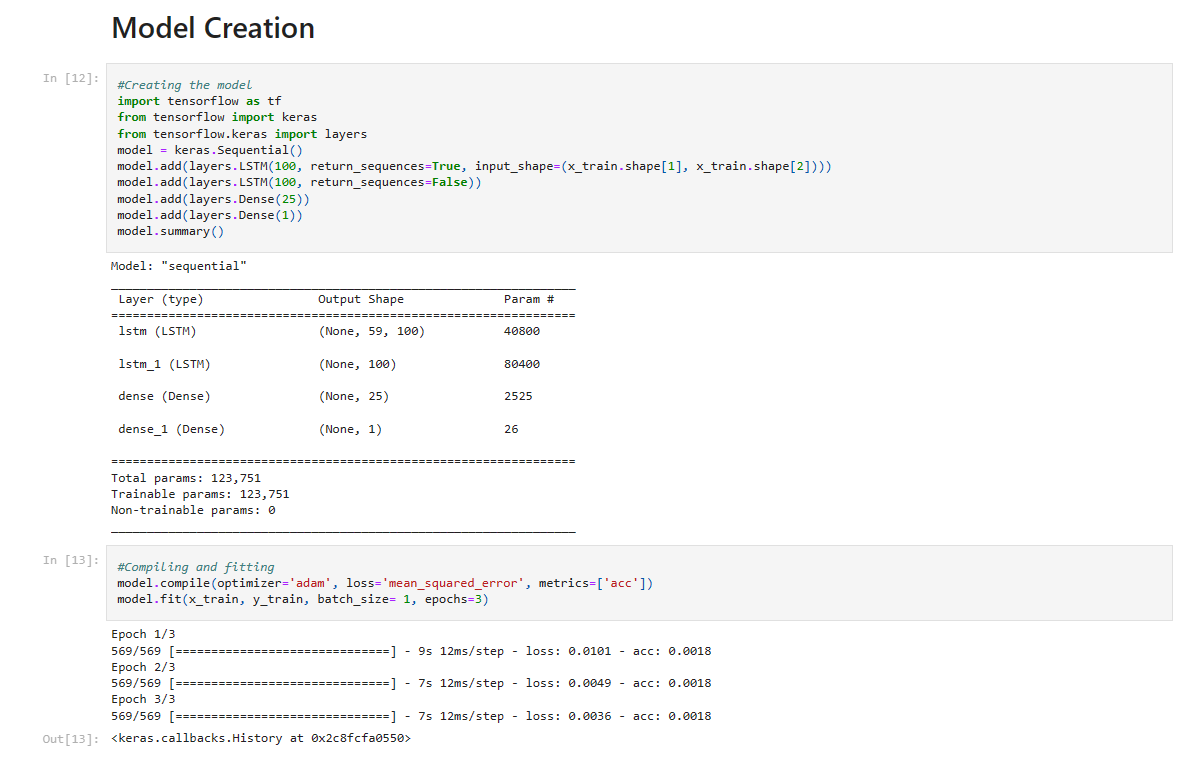 Model Creation
In [12]:
#Creating the model
import tensorflow as tf
from tensorflow import keras
from tensorflow.keras import layers
model = keras.Sequential()
model.add(layers.LSTM(100, return_sequences=True, input_shape=(x_train.shape[1], x_train.shape[2])))
model.add(layers.LSTM(100, return_sequences=False))
model.add(layers.Dense(25))
model.add(layers.Dense(1))
model.summary()
Model: "sequential"
_________________________________________________________________
Layer (type) Output Shape Param #
=================================================================
lstm (LSTM) (None, 59, 100) 40800
lstm_1 (LSTM) (None, 100) 80400
dense (Dense) (None, 25) 2525
dense_1 (Dense) (None, 1) 26
=================================================================
Total params: 123,751
Trainable params: 123,751
Non-trainable params: 0
_________________________________________________________________
In [13]:
#Compiling and fitting
model.compile(optimizer='adam', loss='mean_squared_error', metrics=['acc'])
model.fit(x_train, y_train, batch_size= 1, epochs=3)
Epoch 1/3
569/569 [==============================] - 9s 12ms/step - loss: 0.0101 - acc: 0.0018
Epoch 2/3
569/569 [==============================] - 7s 12ms/step - loss: 0.0049 - acc: 0.0018
Epoch 3/3
569/569 [==============================] - 7s 12ms/step - loss: 0.0036 - acc: 0.0018
Out[13]: <keras.callbacks.History at 0x2c8fcfa0550>